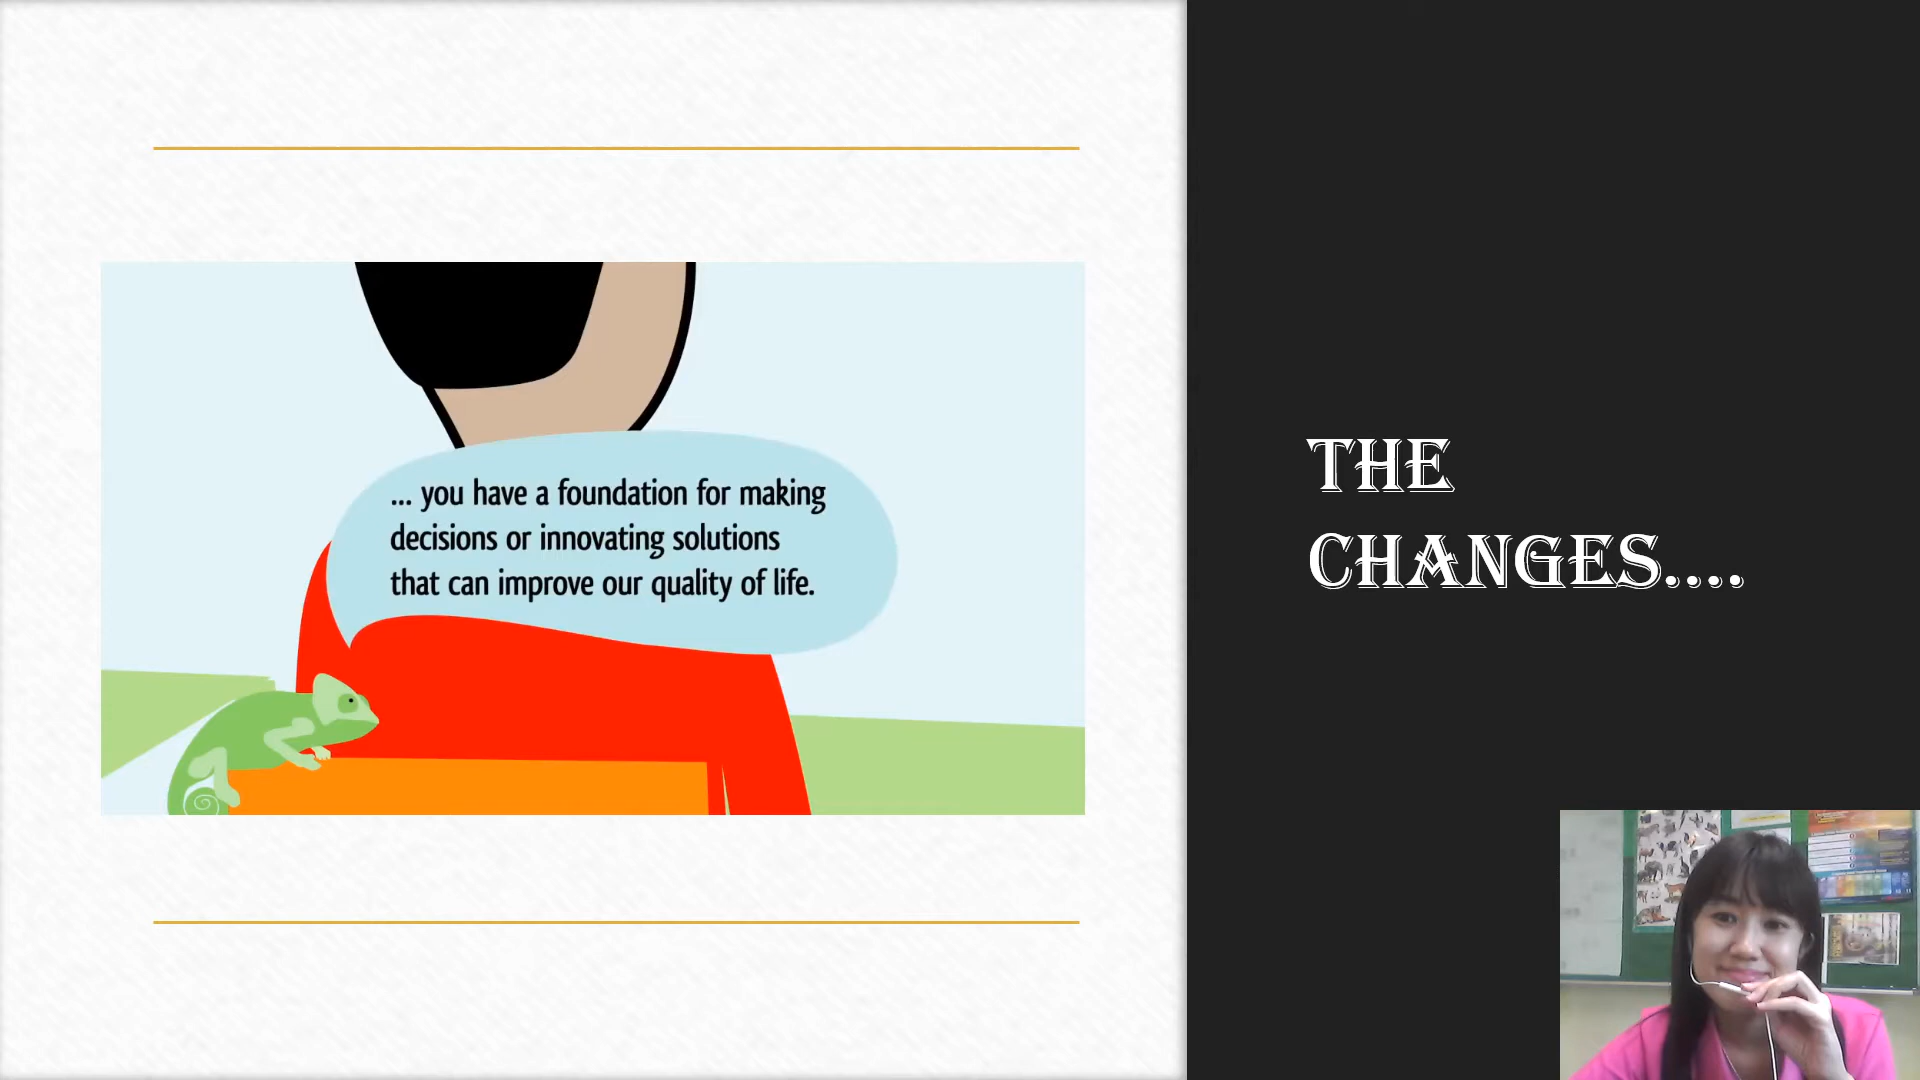 ... you have a foundation for making
decisions or innovating solutions
that can improve our quality of life.
THE
CHANGES....